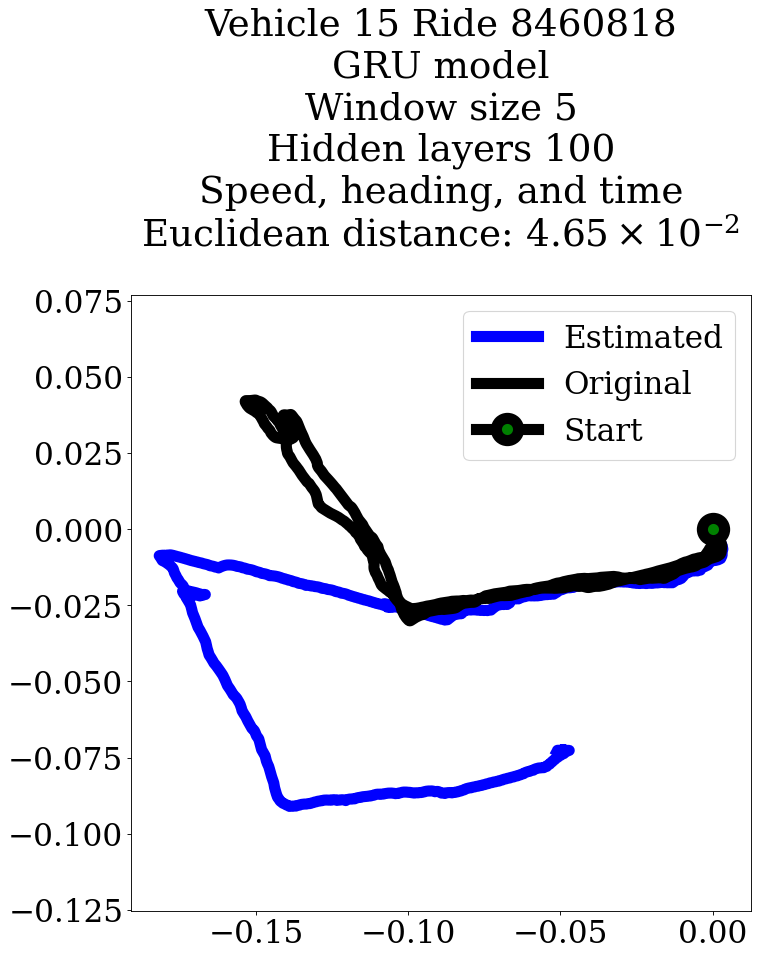 Vehicle 15 Ride 8460818
GRU model
Window size 5
Hidden layers 100
Speed, heading, and time
Euclidean distance: 4.65 × 10⁻²
Estimated
Original
Start
0.075
0.050
0.025
0.000
−0.025
−0.050
−0.075
−0.100
−0.125
−0.15
−0.10
−0.05
0.00